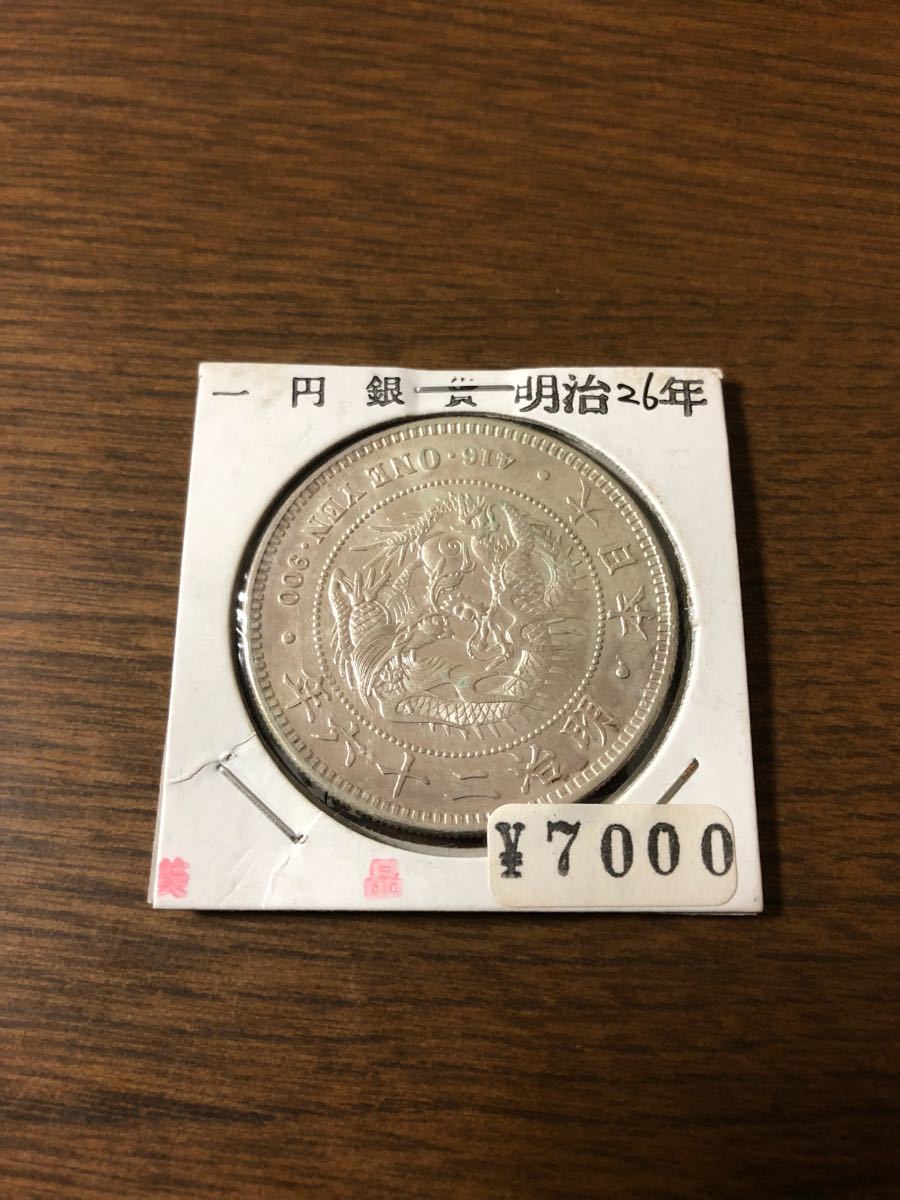 一円銀貨 明治26年
大日本・明治二十六年・416・ONE YEN・900・
美品
¥7000